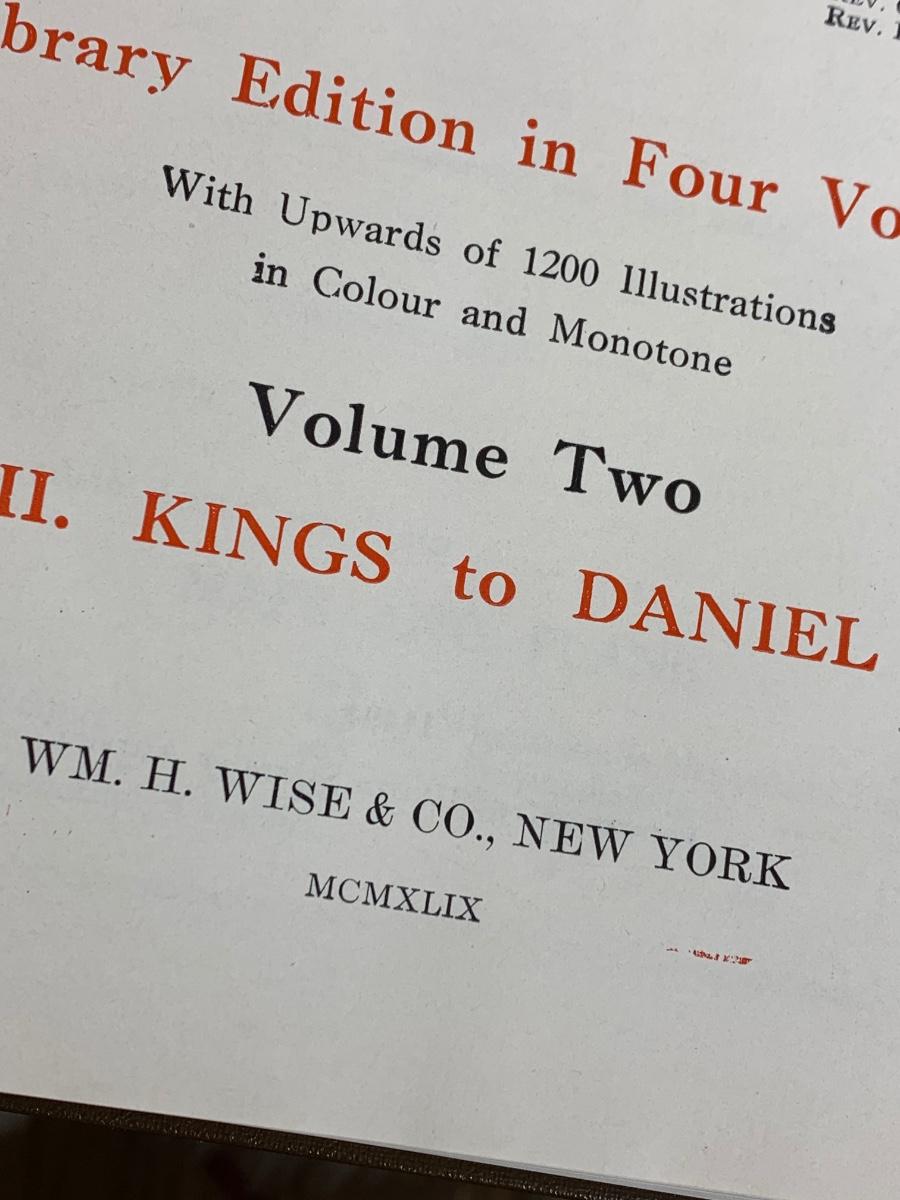 REV.
brary Edition in Four Vo
With Upwards of 1200 Illustrations
in Colour and Monotone
Volume Two
II. KINGS to DANIEL
WM. H. WISE & CO., NEW YORK
MCMXLIX